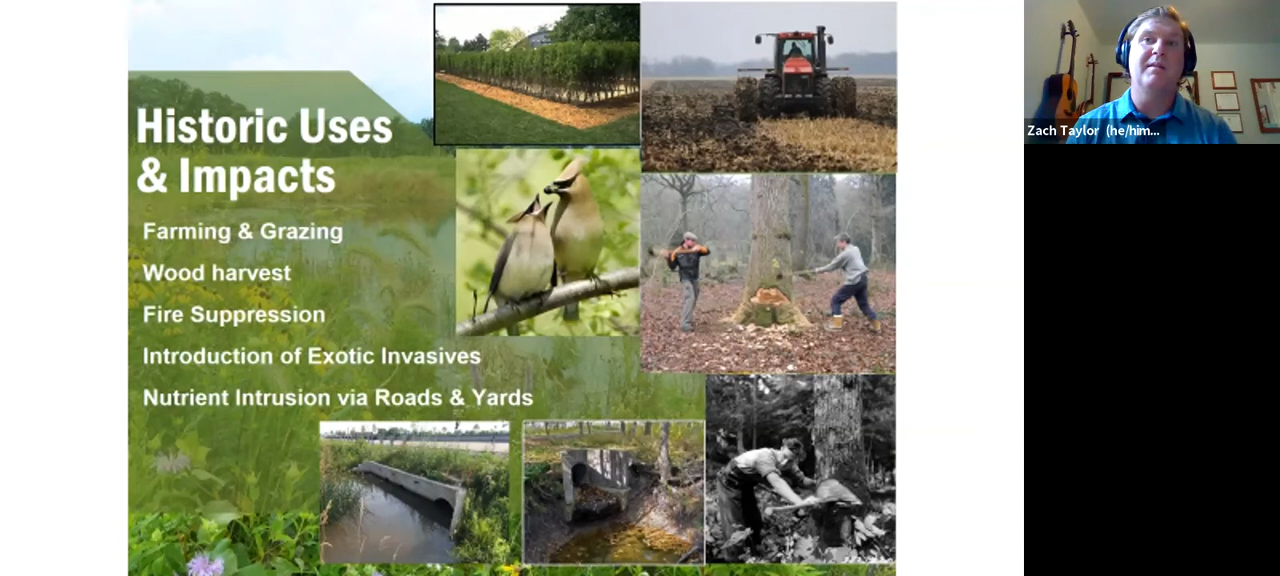 Historic Uses
& Impacts
Farming & Grazing
Wood harvest
Fire Suppression
Introduction of Exotic Invasives
Nutrient Intrusion via Roads & Yards
Zach Taylor (he/him...